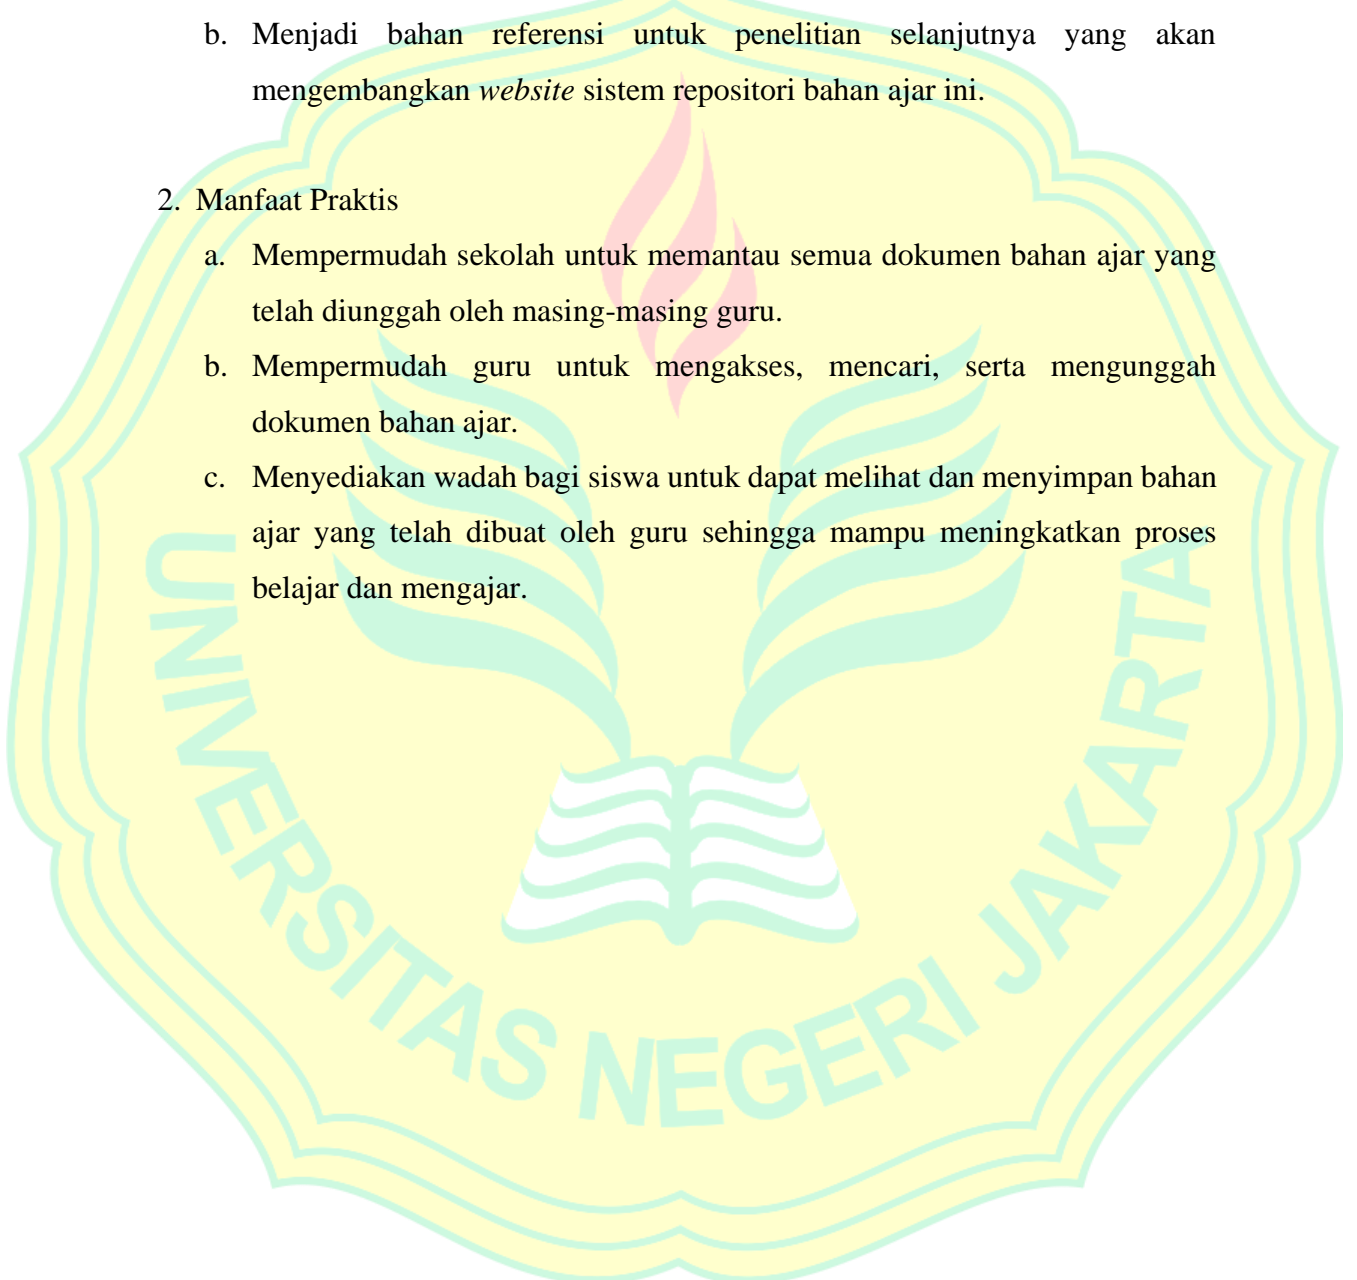 b. Menjadi bahan referensi untuk penelitian selanjutnya yang akan
mengembangkan website sistem repositori bahan ajar ini.
2. Manfaat Praktis
a. Mempermudah sekolah untuk memantau semua dokumen bahan ajar yang
telah diunggah oleh masing-masing guru.
b. Mempermudah guru untuk mengakses, mencari, serta mengunggah
dokumen bahan ajar.
c. Menyediakan wadah bagi siswa untuk dapat melihat dan menyimpan bahan
ajar yang telah dibuat oleh guru sehingga mampu meningkatkan proses
belajar dan mengajar.
UNIVERSITAS NEGERI JAKARTA